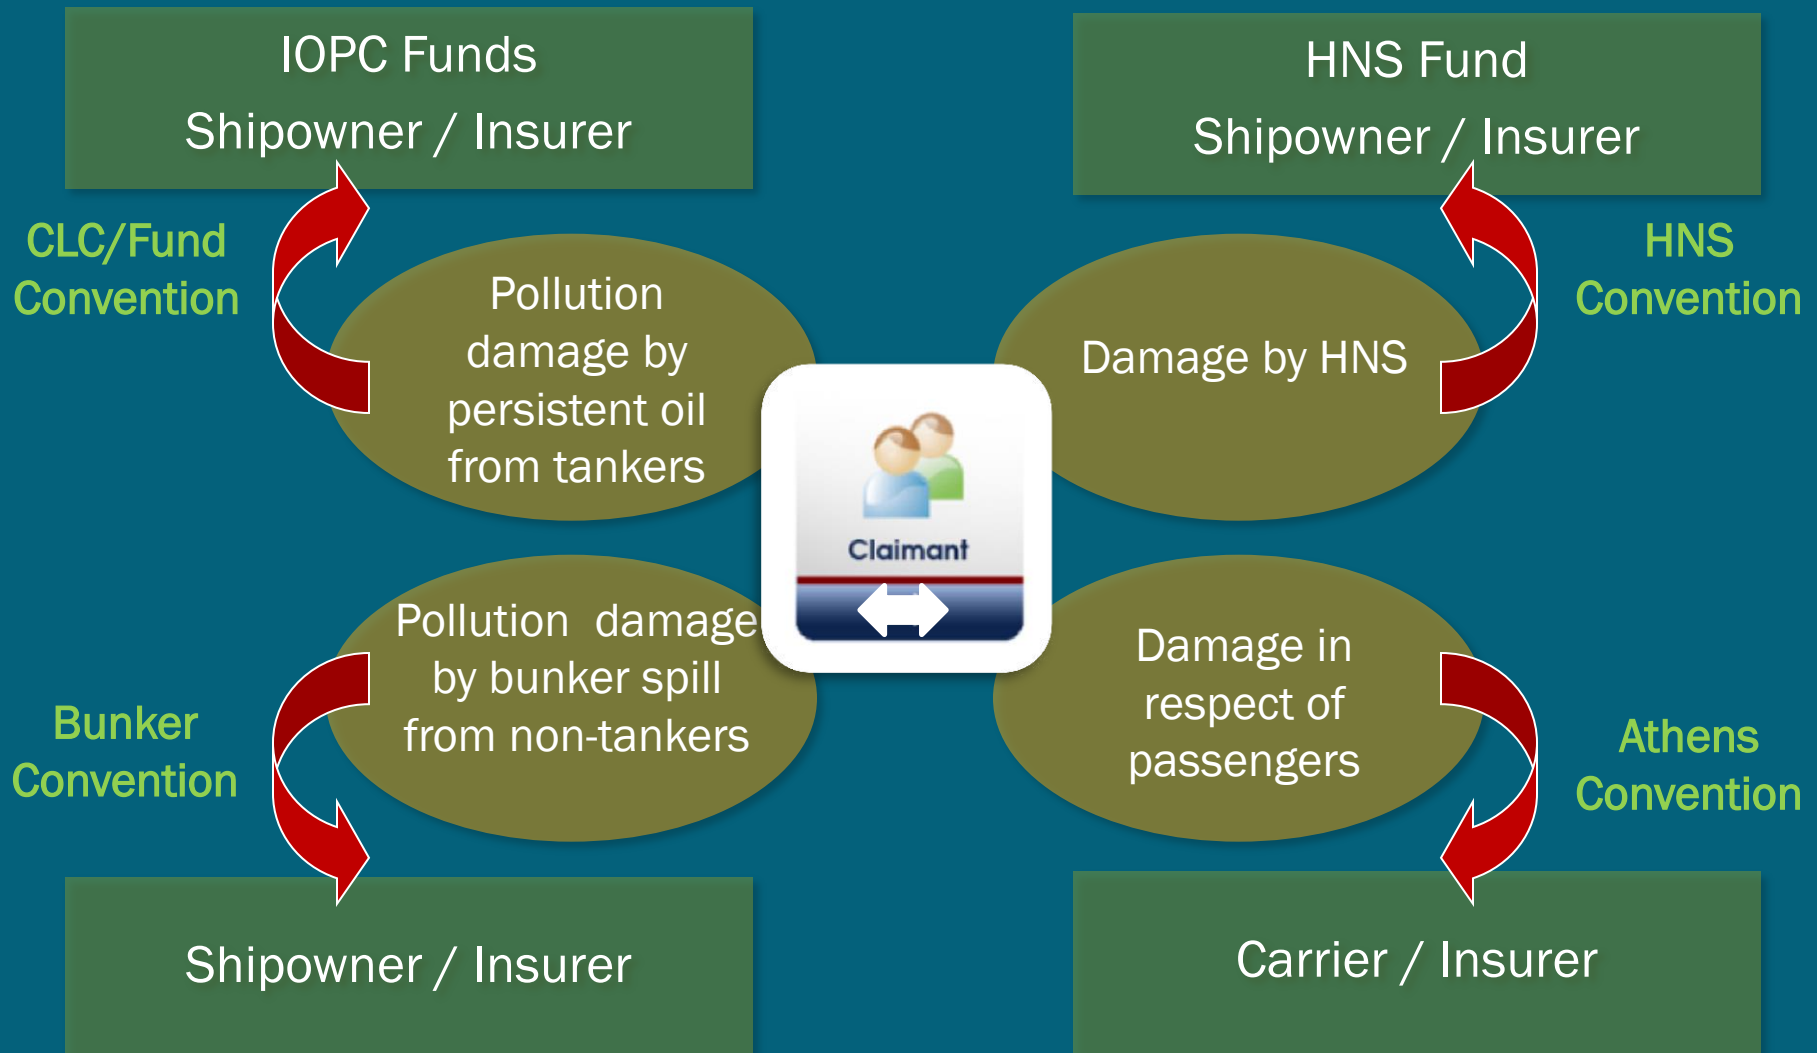 IOPC Funds
Shipowner / Insurer
HNS Fund
Shipowner / Insurer
CLC/Fund
Convention
Pollution
damage by
persistent oil
from tankers
Damage by HNS
HNS
Convention
Claimant
Bunker
Convention
Pollution  damage
by bunker spill
from non-tankers
Damage in
respect of
passengers
Athens
Convention
Shipowner / Insurer
Carrier / Insurer